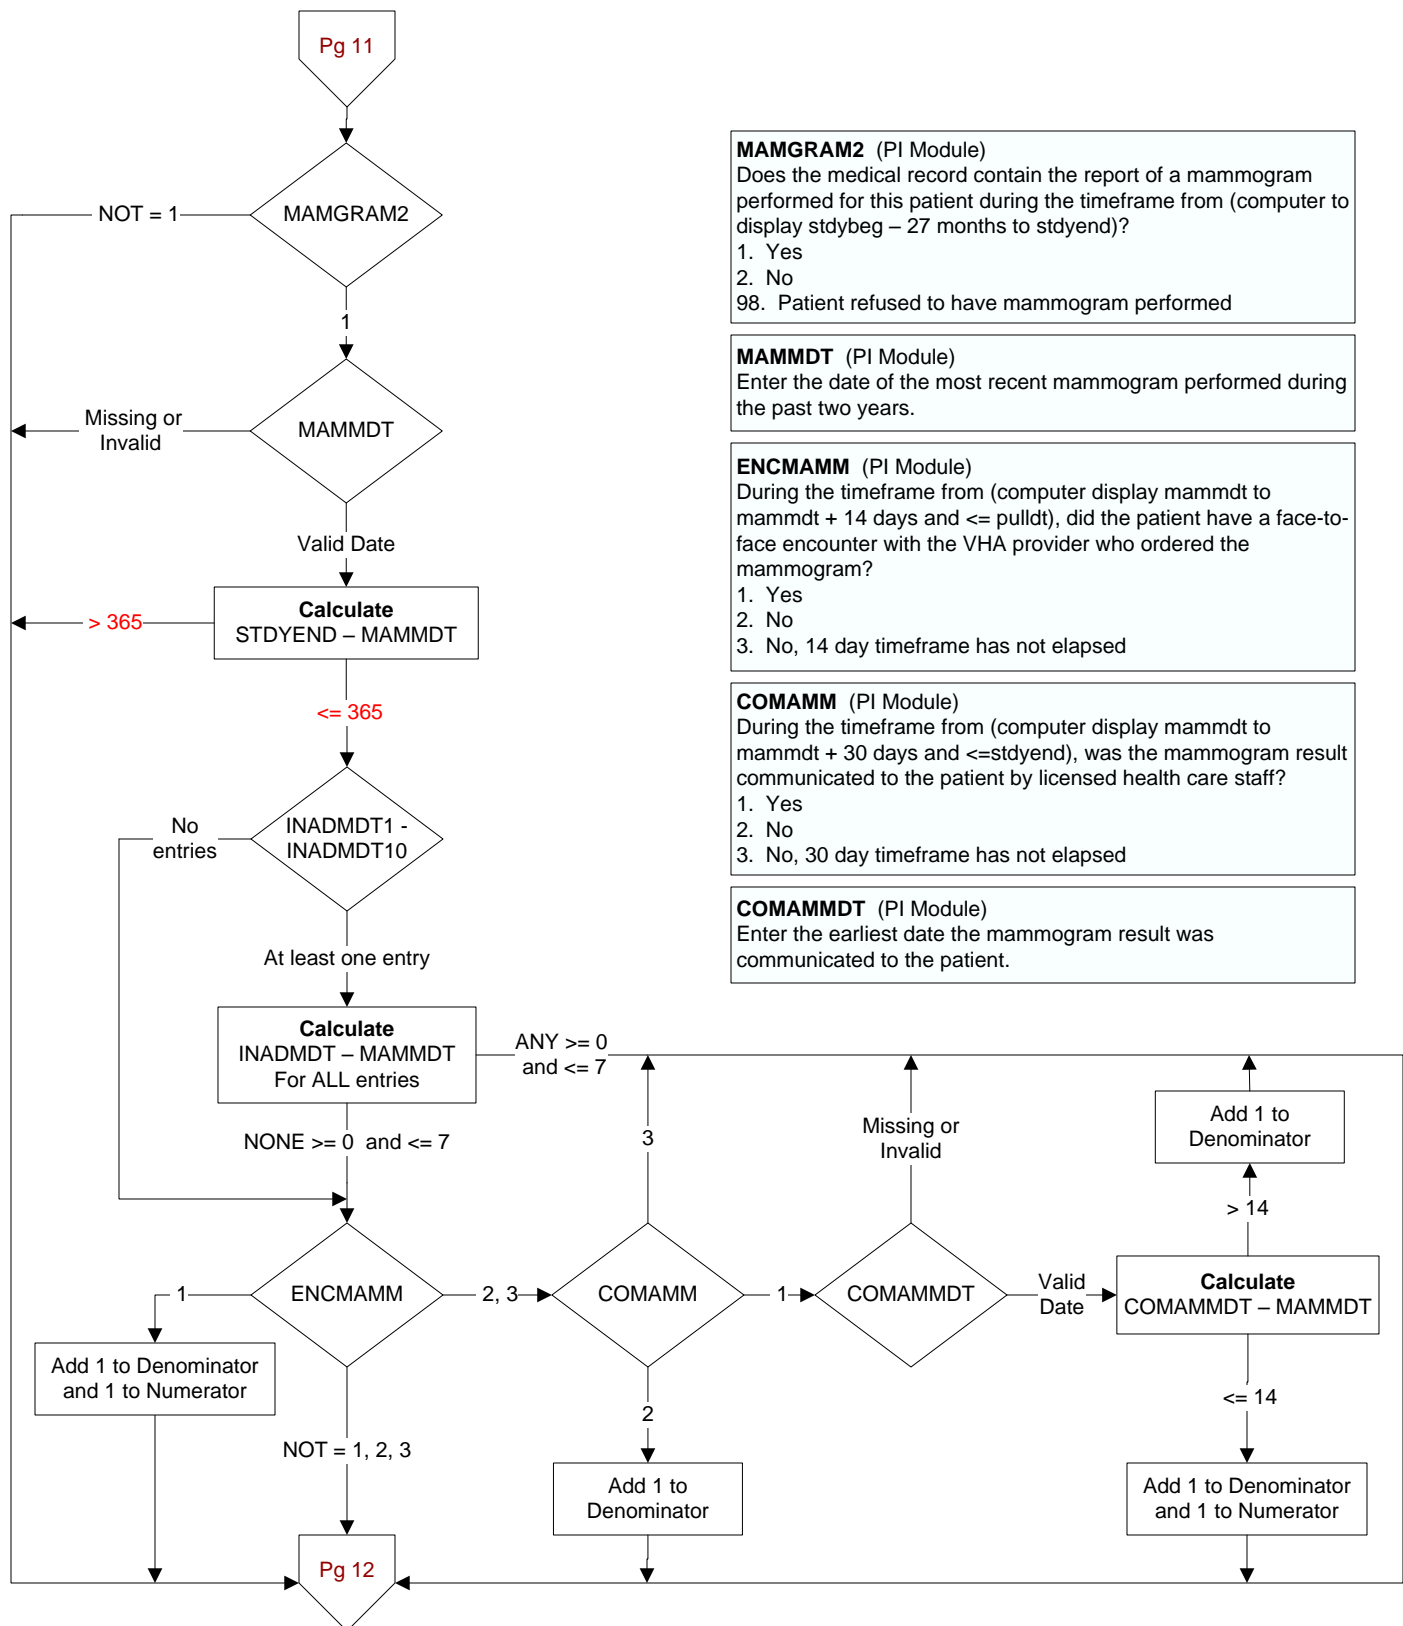 Pg 11
MAMGRAM2
NOT = 1
1
MAMMDT
Missing or
Invalid
Valid Date
Calculate
STDYEND – MAMMDT
> 365
<= 365
INADMDT1 -
INADMDT10
No
entries
At least one entry
Calculate
INADMDT – MAMMDT
For ALL entries
ANY >= 0
and <= 7
NONE >= 0 and <= 7
ENCMAMM
1
Add 1 to Denominator
and 1 to Numerator
NOT = 1, 2, 3
2, 3
COMAMM
3
2
Add 1 to
Denominator
1
COMAMMDT
Missing or
Invalid
Valid
Date
Calculate
COMAMMDT – MAMMDT
> 14
Add 1 to
Denominator
<= 14
Add 1 to Denominator
and 1 to Numerator
Pg 12
MAMGRAM2 (PI Module)
Does the medical record contain the report of a mammogram
performed for this patient during the timeframe from (computer to
display stdybeg – 27 months to stdyend)?
1. Yes
2. No
98. Patient refused to have mammogram performed
MAMMDT (PI Module)
Enter the date of the most recent mammogram performed during
the past two years.
ENCMAMM (PI Module)
During the timeframe from (computer display mammdt to
mammdt + 14 days and <= pulldt), did the patient have a face-to-
face encounter with the VHA provider who ordered the
mammogram?
1. Yes
2. No
3. No, 14 day timeframe has not elapsed
COMAMM (PI Module)
During the timeframe from (computer display mammdt to
mammdt + 30 days and <=stdyend), was the mammogram result
communicated to the patient by licensed health care staff?
1. Yes
2. No
3. No, 30 day timeframe has not elapsed
COMAMMDT (PI Module)
Enter the earliest date the mammogram result was
communicated to the patient.